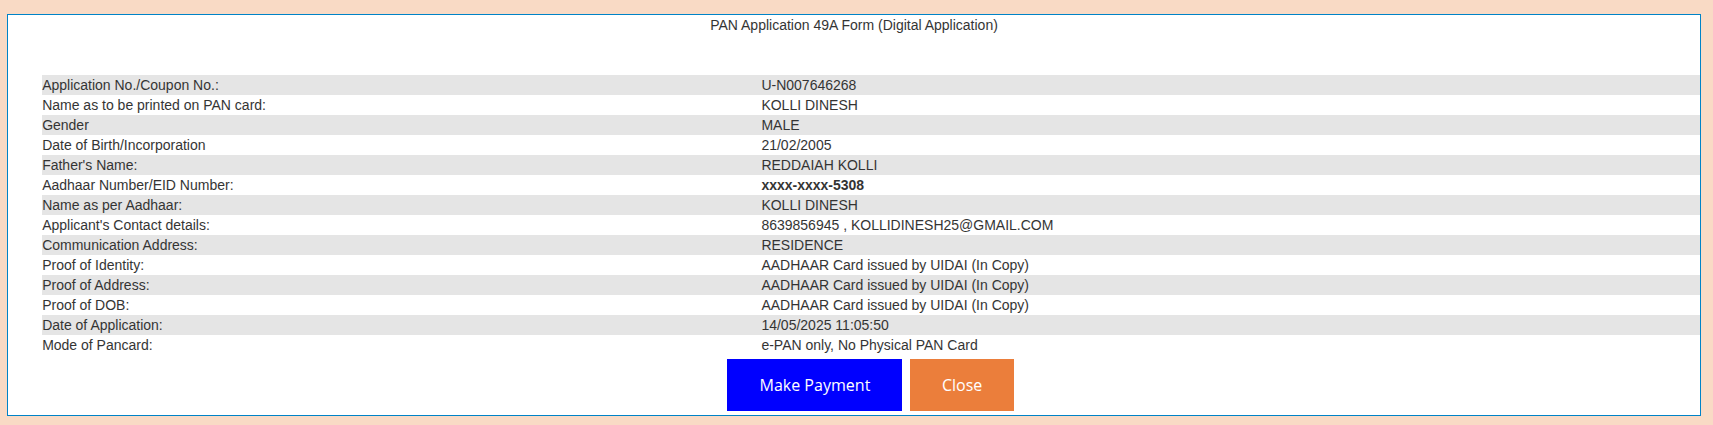 PAN Application 49A Form (Digital Application)
Application No./Coupon No.: U-N007646268
Name as to be printed on PAN card: KOLLI DINESH
Gender MALE
Date of Birth/Incorporation 21/02/2005
Father's Name: REDDAIAH KOLLI
Aadhaar Number/EID Number: xxxx-xxxx-5308
Name as per Aadhaar: KOLLI DINESH
Applicant's Contact details: 8639856945 , KOLLIDINESH25@GMAIL.COM
Communication Address: RESIDENCE
Proof of Identity: AADHAAR Card issued by UIDAI (In Copy)
Proof of Address: AADHAAR Card issued by UIDAI (In Copy)
Proof of DOB: AADHAAR Card issued by UIDAI (In Copy)
Date of Application: 14/05/2025 11:05:50
Mode of Pancard: e-PAN only, No Physical PAN Card
Make Payment Close